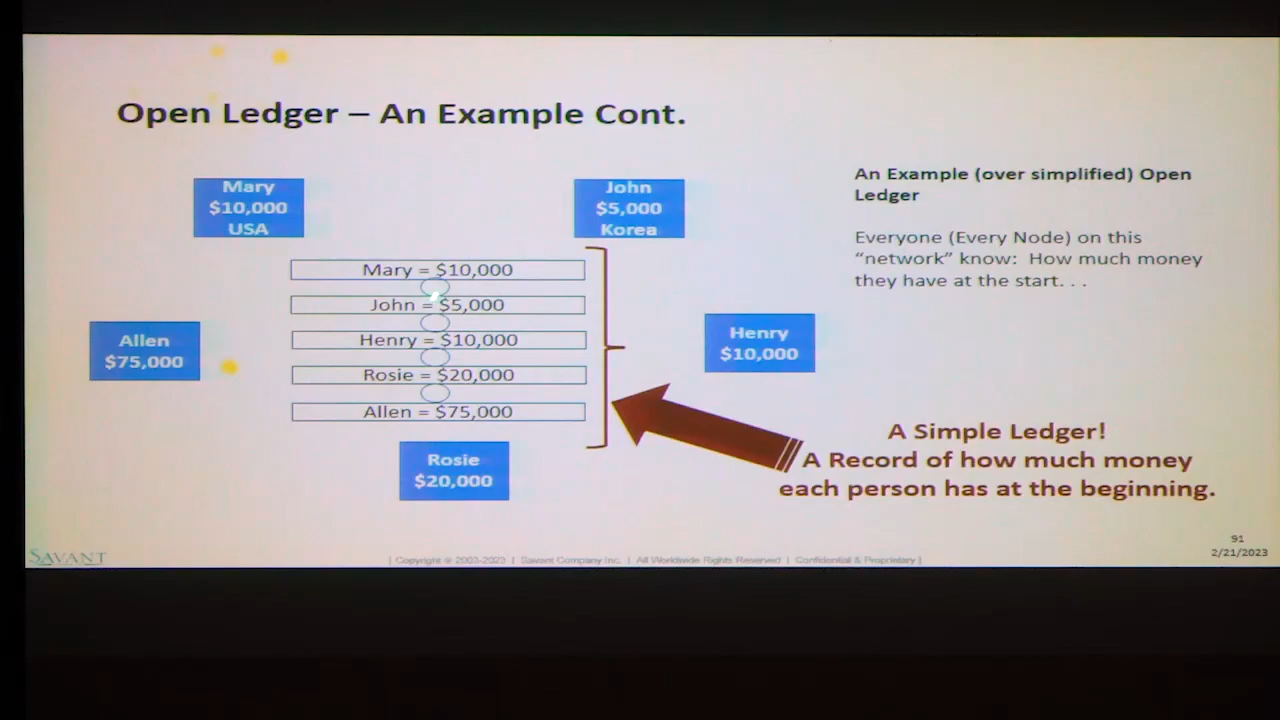 Open Ledger – An Example Cont.
Mary
$10,000
USA
John
$5,000
Korea
An Example (over simplified) Open
Ledger
Everyone (Every Node) on this
“network” know: How much money
they have at the start. . .
Mary = $10,000
John = $5,000
Henry = $10,000
Rosie = $20,000
Allen = $75,000
Allen
$75,000
Henry
$10,000
Rosie
$20,000
A Simple Ledger!
A Record of how much money
each person has at the beginning.
SAVANT
| Copyright © 2003-2023 | Savant Company Inc. | All Worldwide Rights Reserved | Confidential & Proprietary |
91
2/21/2023